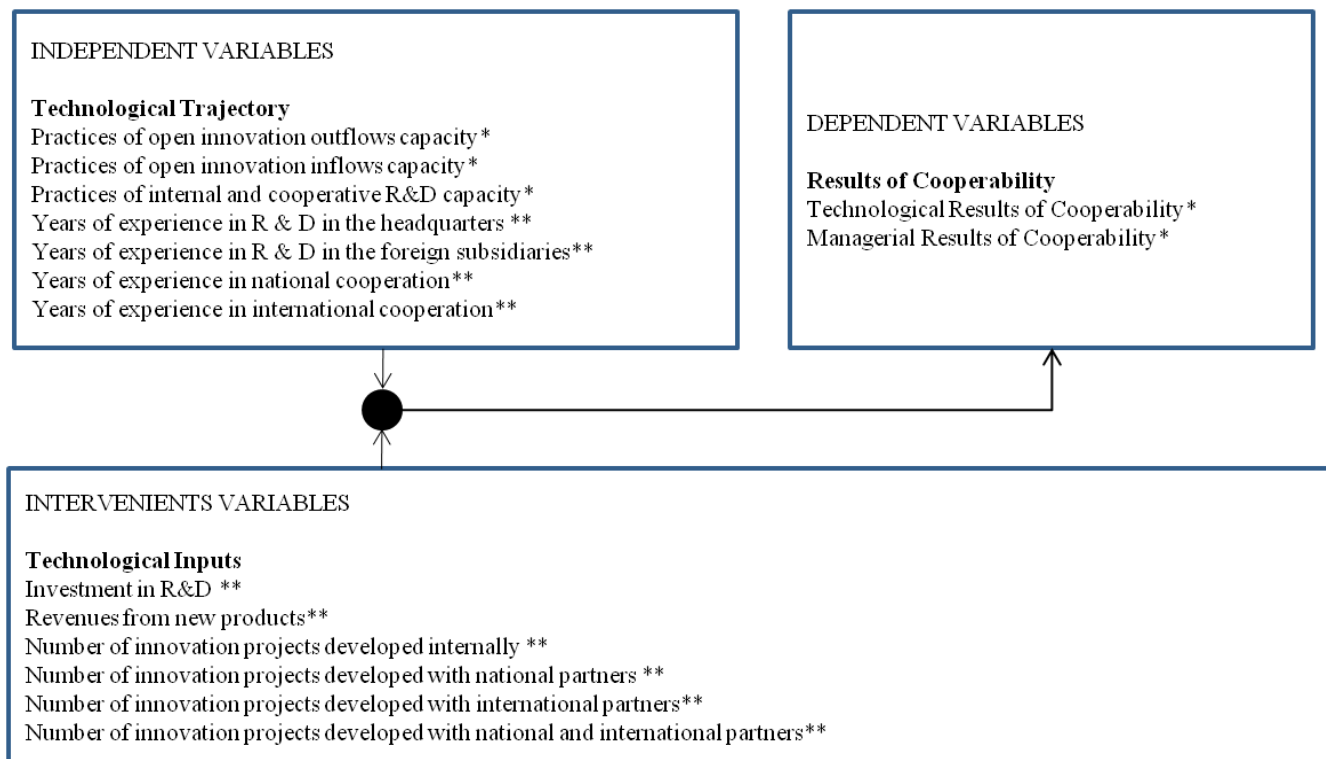 INDEPENDENT VARIABLES
Technological Trajectory
Practices of open innovation outflows capacity*
Practices of open innovation inflows capacity*
Practices of internal and cooperative R&D capacity*
Years of experience in R & D in the headquarters **
Years of experience in R & D in the foreign subsidiaries**
Years of experience in national cooperation**
Years of experience in international cooperation**
DEPENDENT VARIABLES
Results of Cooperability
Technological Results of Cooperability*
Managerial Results of Cooperability*
INTERVENIENTS VARIABLES
Technological Inputs
Investment in R&D **
Revenues from new products**
Number of innovation projects developed internally **
Number of innovation projects developed with national partners **
Number of innovation projects developed with international partners**
Number of innovation projects developed with national and international partners**